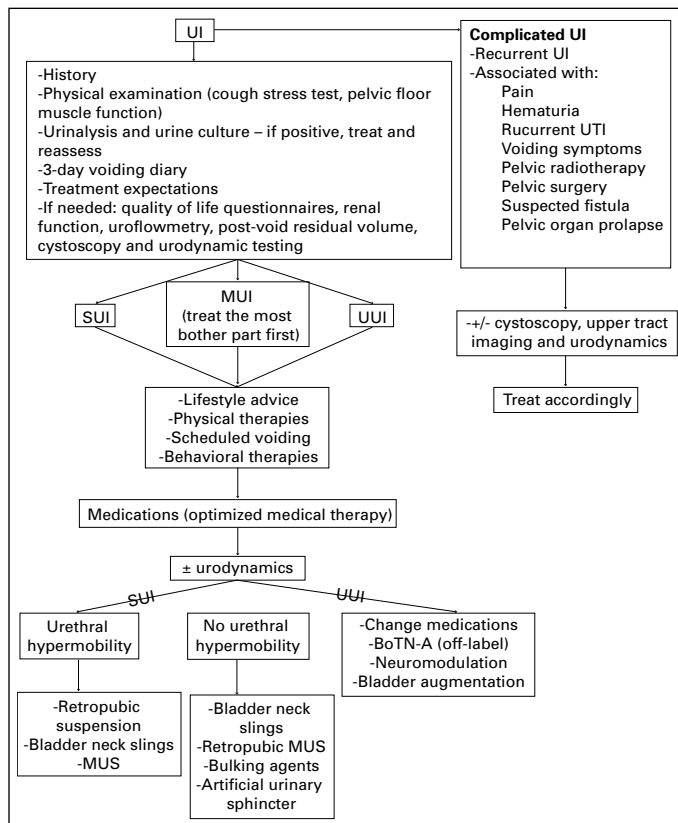 UI
-History
-Physical examination (cough stress test, pelvic floor
muscle function)
-Urinalysis and urine culture – if positive, treat and
reassess
-3-day voiding diary
-Treatment expectations
-If needed: quality of life questionnaires, renal
function, uroflowmetry, post-void residual volume,
cystoscopy and urodynamic testing
Complicated UI
-Recurrent UI
-Associated with:
Pain
Hematuria
Rucurrent UTI
Voiding symptoms
Pelvic radiotherapy
Pelvic surgery
Suspected fistula
Pelvic organ prolapse
SUI
MUI
(treat the most
bother part first)
UUI
-+/- cystoscopy, upper tract
imaging and urodynamics
Treat accordingly
-Lifestyle advice
-Physical therapies
-Scheduled voiding
-Behavioral therapies
Medications (optimized medical therapy)
± urodynamics
SUI
UUI
Urethral
hypermobility
No urethral
hypermobility
-Change medications
-BoTN-A (off-label)
-Neuromodulation
-Bladder augmentation
-Retropubic
suspension
-Bladder neck slings
-MUS
-Bladder neck
slings
-Retropubic MUS
-Bulking agents
-Artificial urinary
sphincter